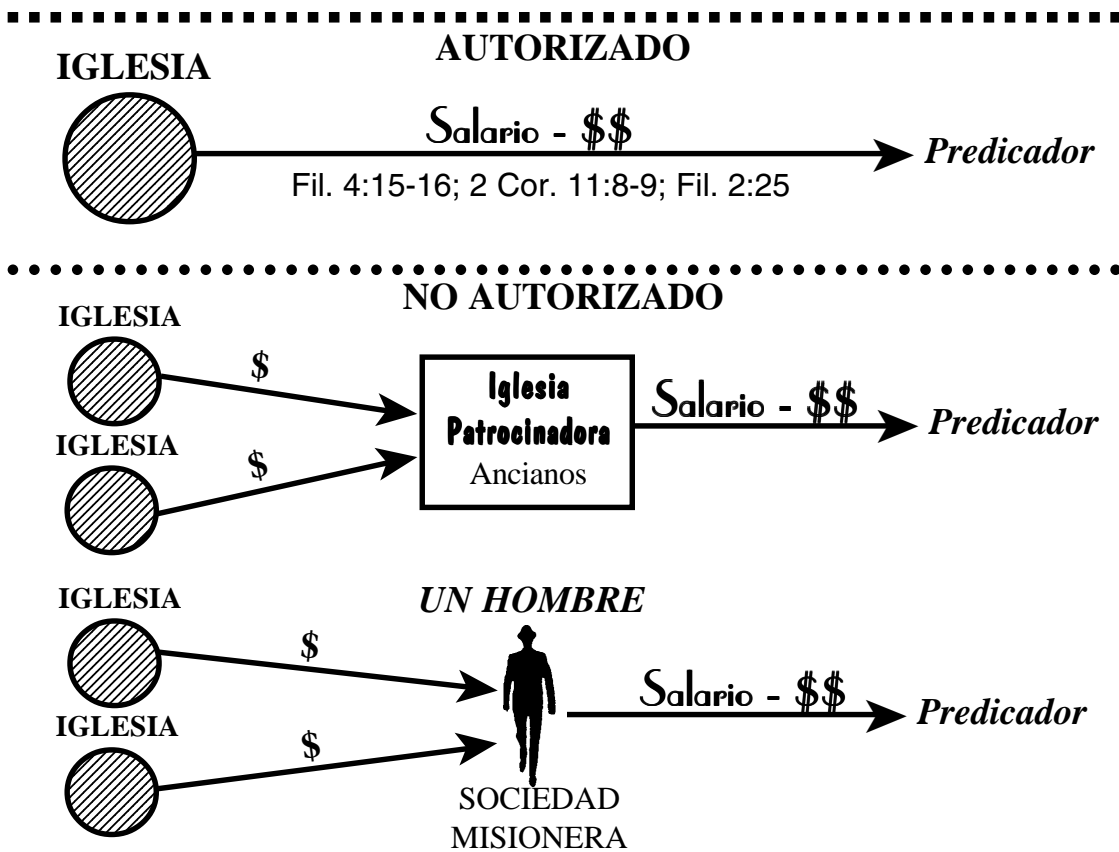 AUTORIZADO
IGLESIA
Salario - $$
Predicador
Fil. 4:15-16; 2 Cor. 11:8-9; Fil. 2:25
NO AUTORIZADO
IGLESIA
$
Iglesia
Patrocinadora
Ancianos
Salario - $$
Predicador
IGLESIA
$
IGLESIA
UN HOMBRE
$
Salario - $$
Predicador
IGLESIA
$
SOCIEDAD
MISIONERA